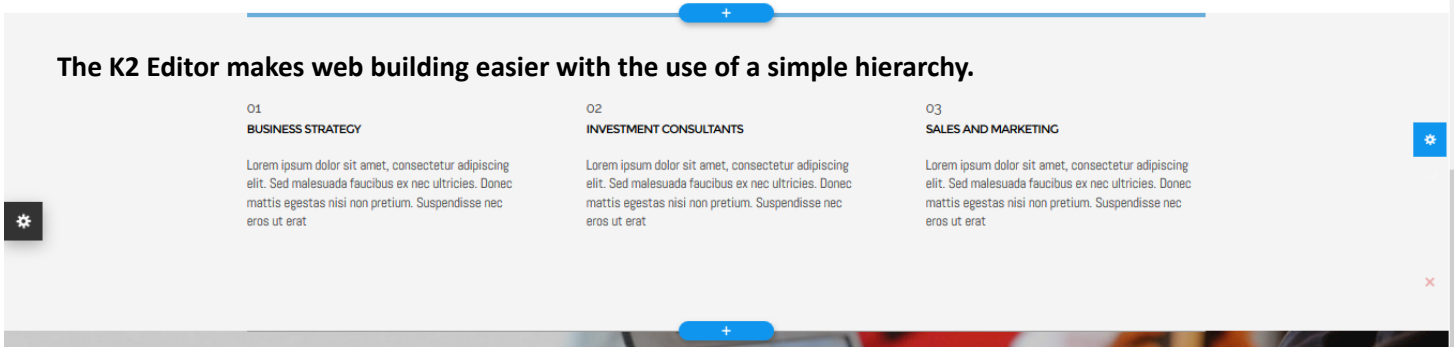 The K2 Editor makes web building easier with the use of a simple hierarchy.
01
BUSINESS STRATEGY
Lorem ipsum dolor sit amet, consectetur adipiscing
elit. Sed malesuada faucibus ex nec ultricies. Donec
mattis egestas nisi non pretium. Suspendisse nec
eros ut erat
02
INVESTMENT CONSULTANTS
Lorem ipsum dolor sit amet, consectetur adipiscing
elit. Sed malesuada faucibus ex nec ultricies. Donec
mattis egestas nisi non pretium. Suspendisse nec
eros ut erat
03
SALES AND MARKETING
Lorem ipsum dolor sit amet, consectetur adipiscing
elit. Sed malesuada faucibus ex nec ultricies. Donec
mattis egestas nisi non pretium. Suspendisse nec
eros ut erat